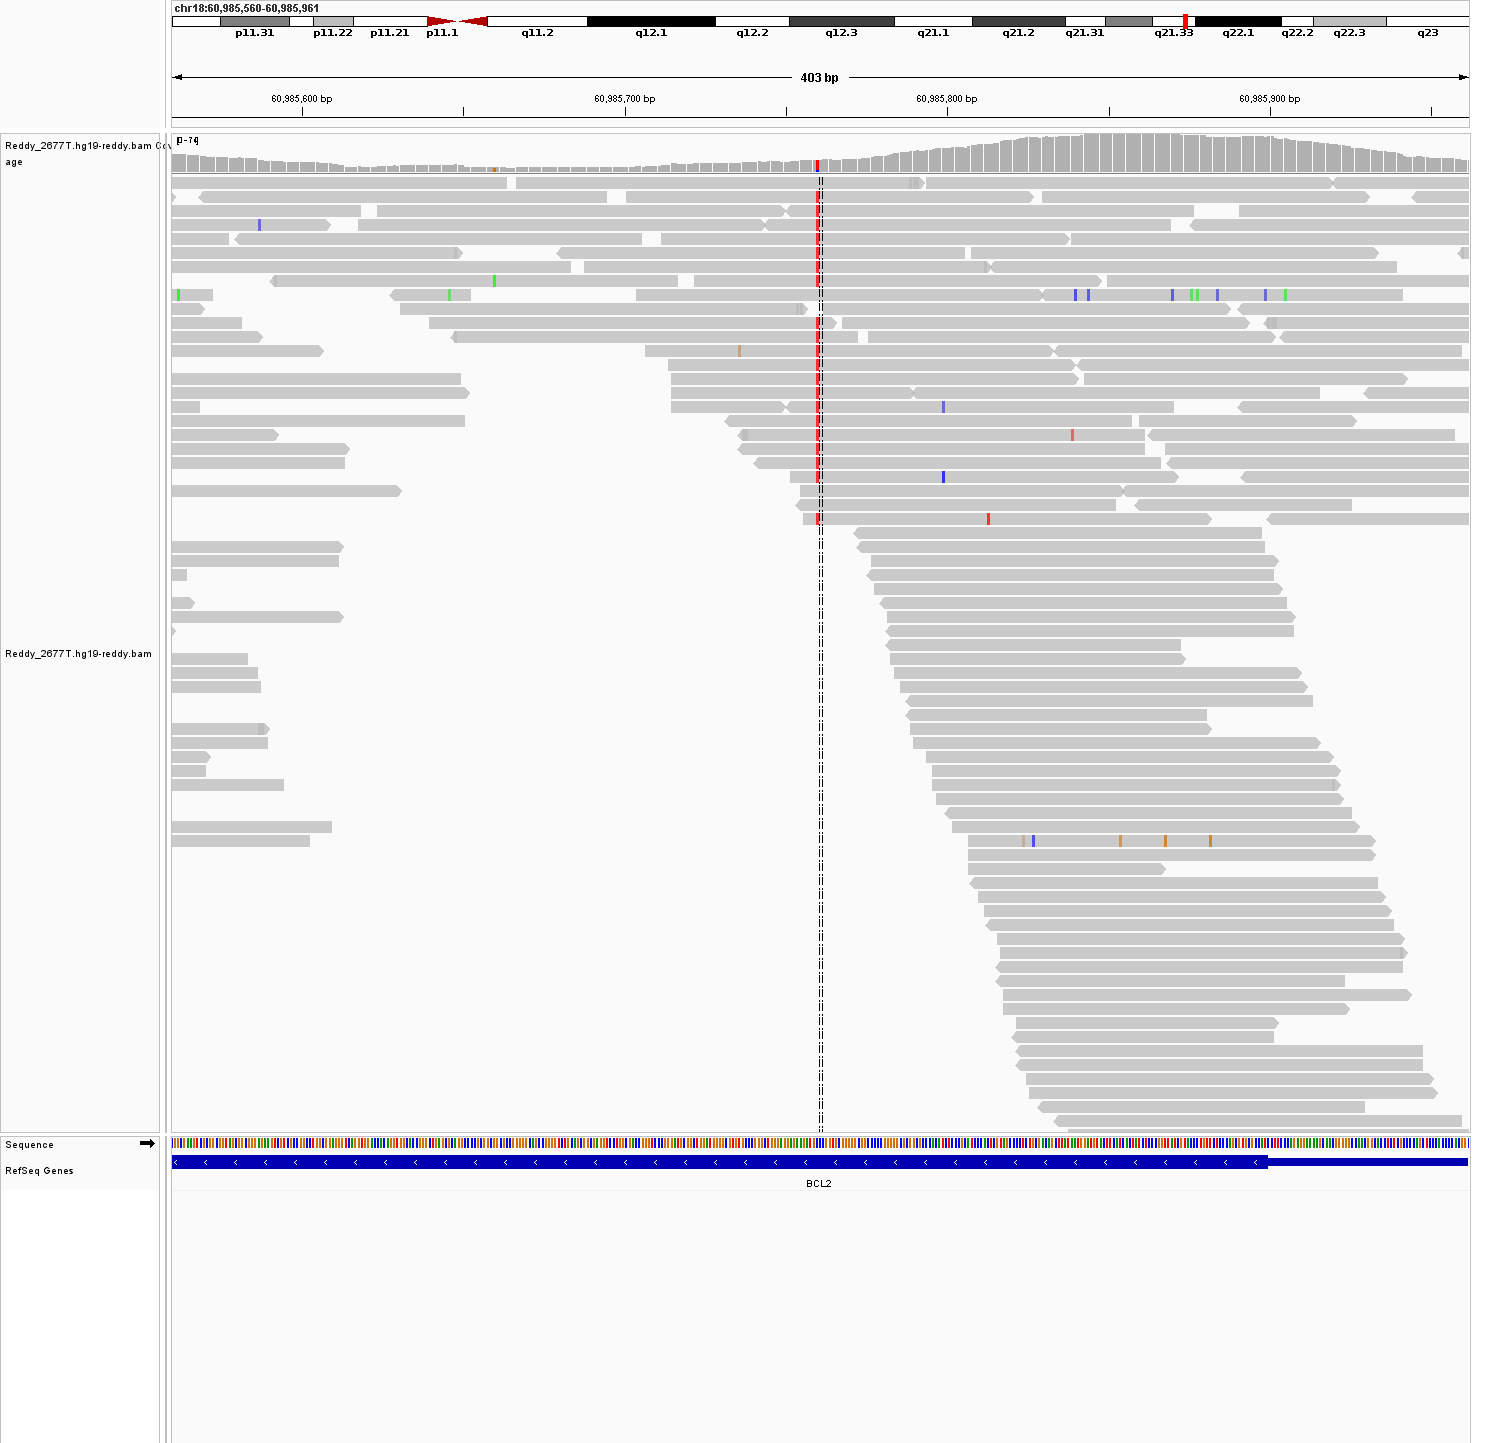 chr18:60,985,560-60,985,961
p11.31 p11.22 p11.21 p11.1 q11.2 q12.1 q12.2 q12.3 q21.1 q21.2 q21.31 q21.33 q22.1 q22.2 q22.3 q23
403 bp
60,985,600 bp 60,985,700 bp 60,985,800 bp 60,985,900 bp
[0 - 74]
Reddy_2677T.hg19-reddy.bam Cov
age
Reddy_2677T.hg19-reddy.bam
Sequence
RefSeq Genes
BCL2